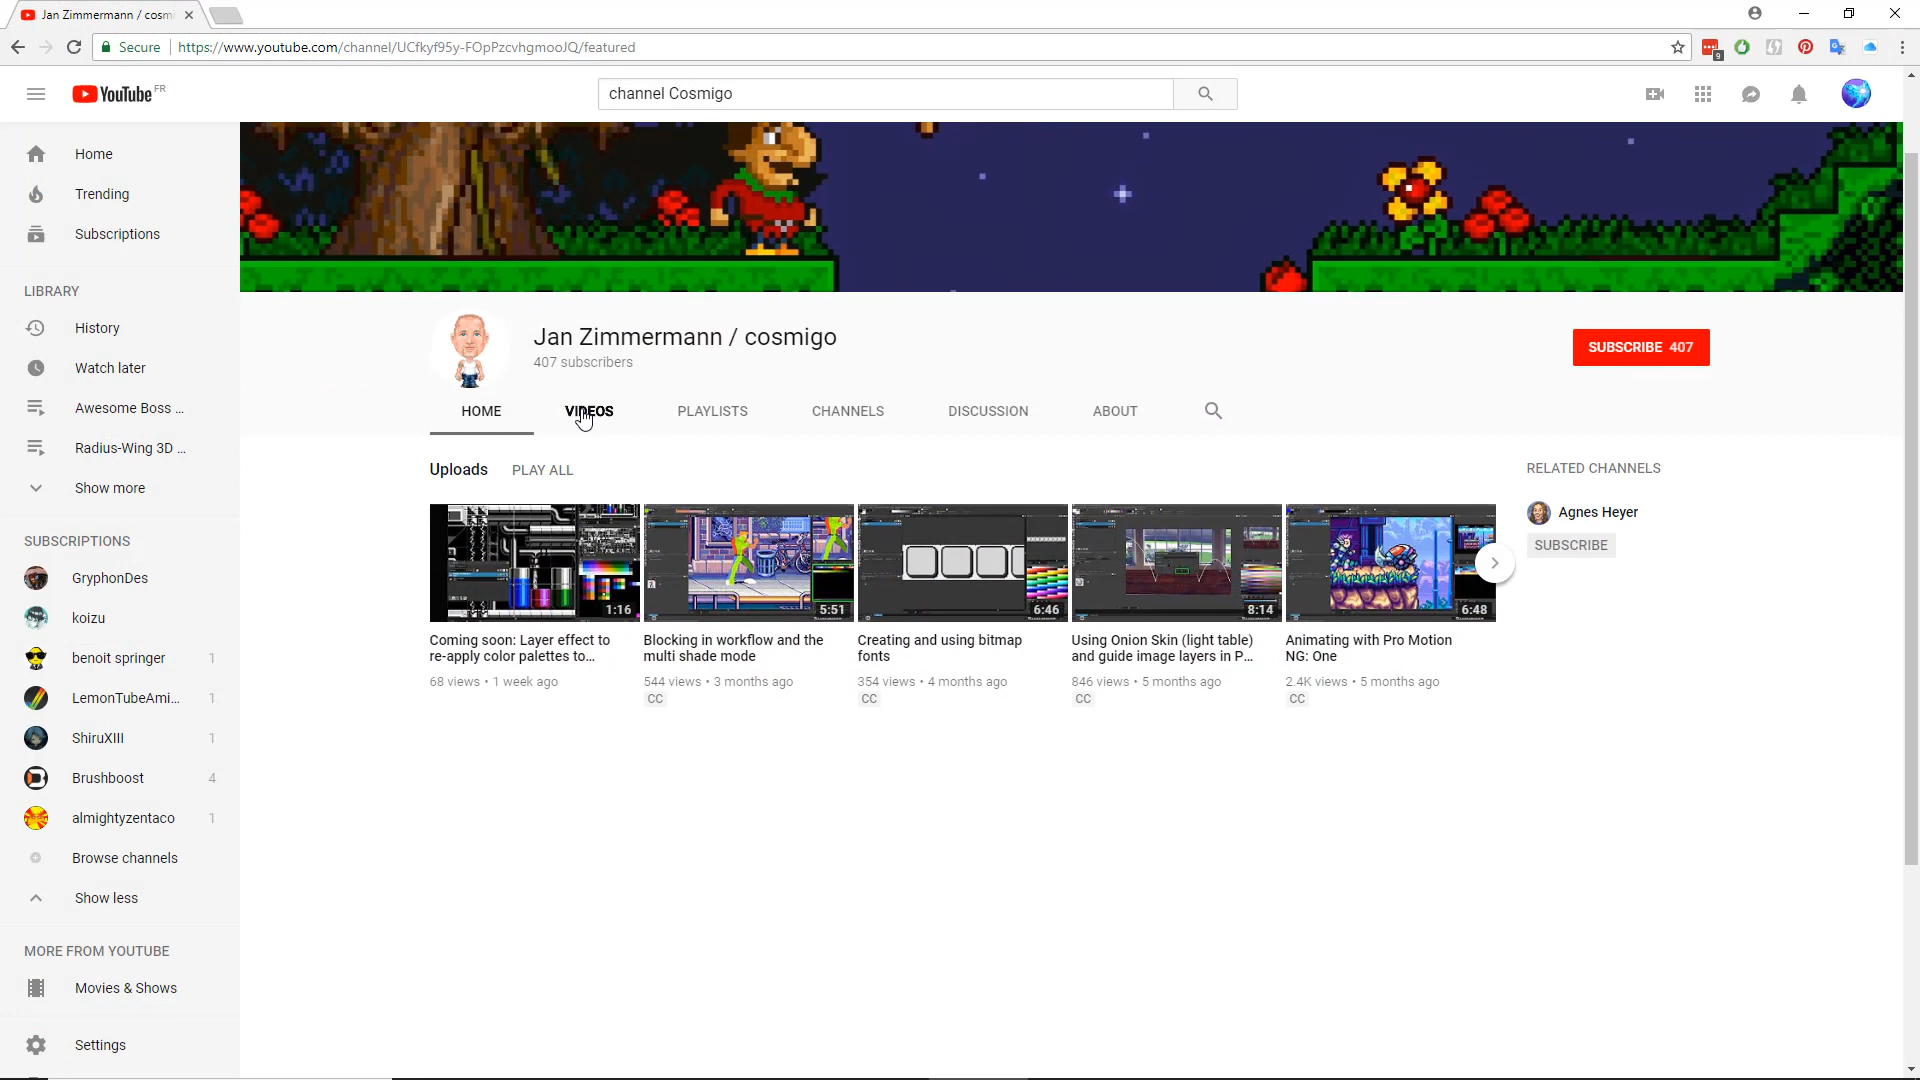 Jan Zimmermann / cosm
Secure https://www.youtube.com/channel/UCfkyf95y-FOpPzcvhgmooJQ/featured
9
YouTube FR
channel Cosmigo
Home
Trending
Subscriptions
LIBRARY
History
Watch later
Awesome Boss ...
Radius-Wing 3D ...
Show more
SUBSCRIPTIONS
GryphonDes
koizu
benoit springer 1
LemonTubeAmi... 1
ShiruXIII 1
Brushboost 4
almightyzentaco 1
Browse channels
Show less
MORE FROM YOUTUBE
Movies & Shows
Settings
Jan Zimmermann / cosmigo
407 subscribers
SUBSCRIBE 407
HOME VIDEOS PLAYLISTS CHANNELS DISCUSSION ABOUT
Uploads PLAY ALL
1:16
Coming soon: Layer effect to
re-apply color palettes to...
68 views • 1 week ago
5:51
Blocking in workflow and the
multi shade mode
544 views • 3 months ago
CC
6:46
Creating and using bitmap
fonts
354 views • 4 months ago
CC
8:14
Using Onion Skin (light table)
and guide image layers in P...
846 views • 5 months ago
CC
6:48
Animating with Pro Motion
NG: One
2.4K views • 5 months ago
CC
RELATED CHANNELS
Agnes Heyer
SUBSCRIBE